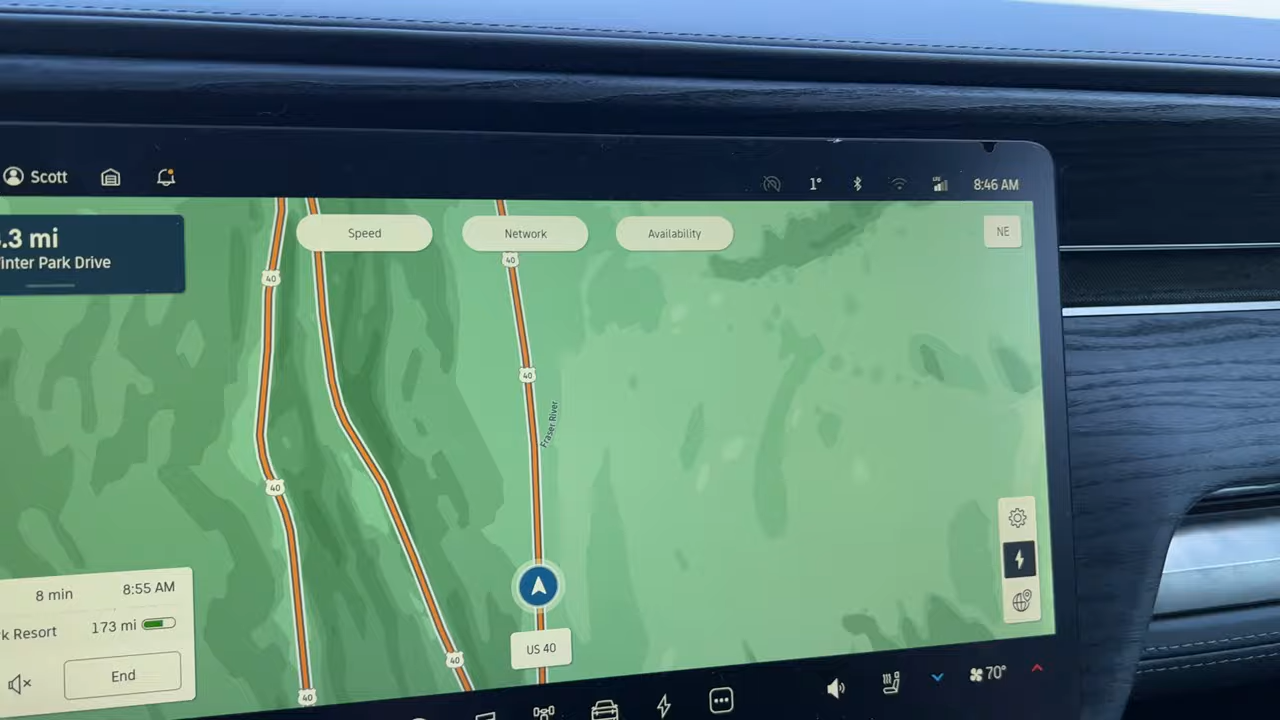 Scott
1°
LTE
8:46 AM
.3 mi
inter Park Drive
Speed
Network
Availability
NE
40
40
40
40
Fraser River
40
40
US 40
8 min
8:55 AM
k Resort
173 mi
End
70°